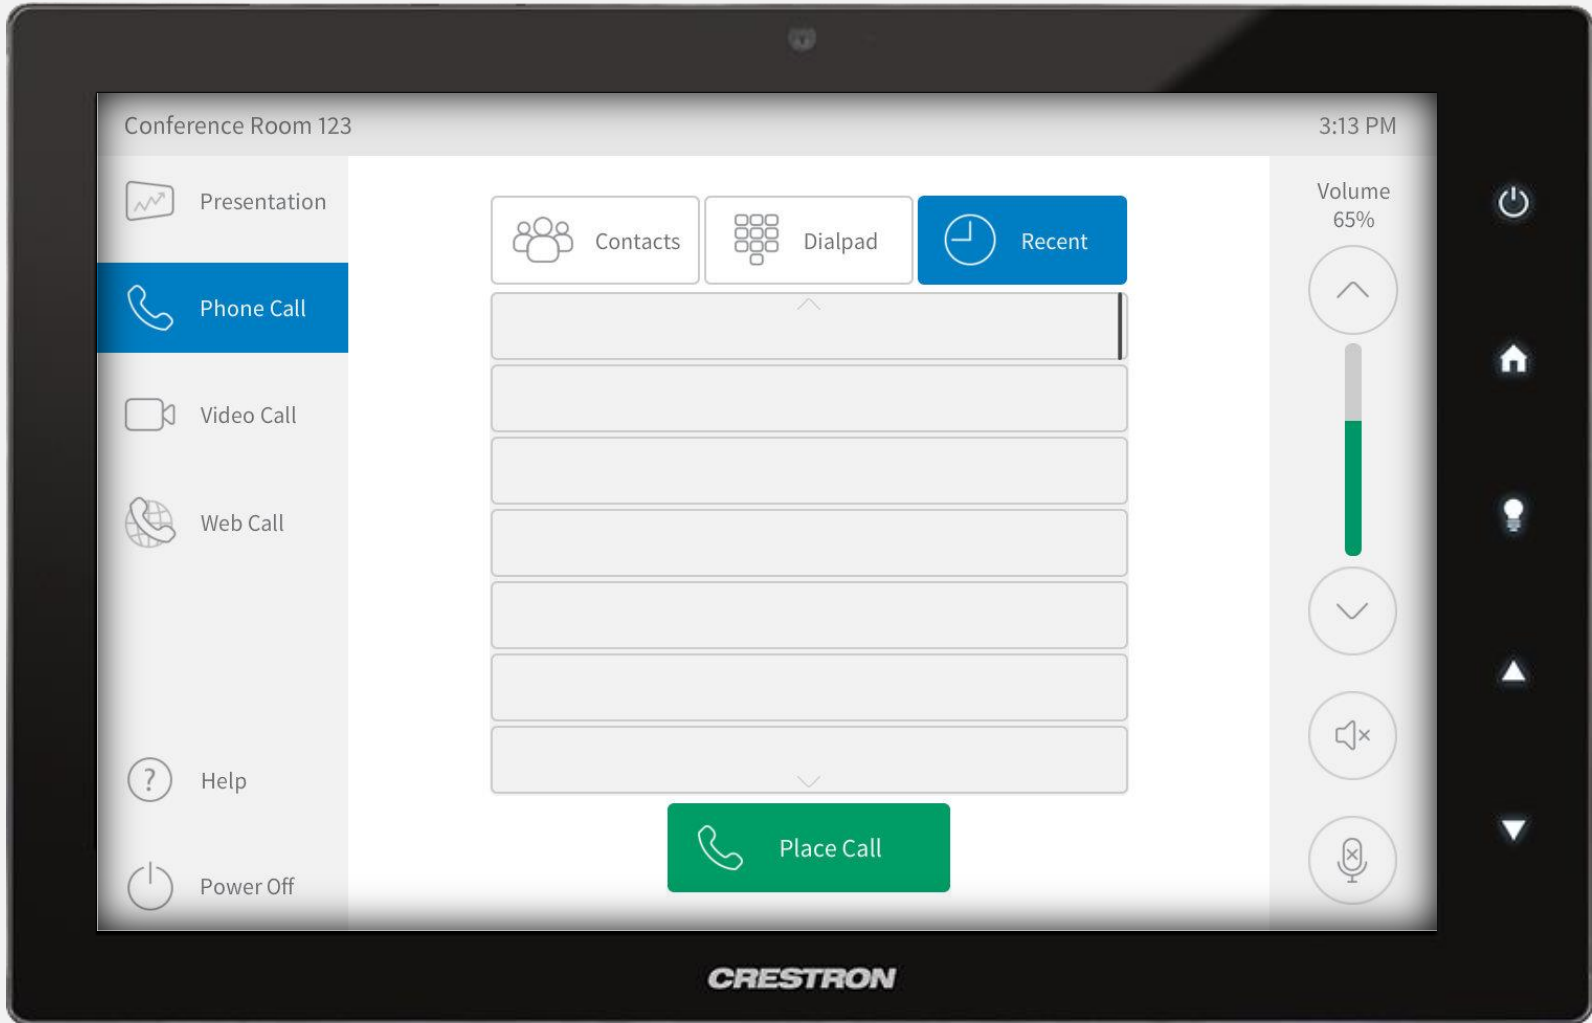 Conference Room 123
3:13 PM
Presentation
Phone Call
Video Call
Web Call
Help
Power Off
Contacts
Dialpad
Recent
Place Call
Volume
65%
CRESTRON